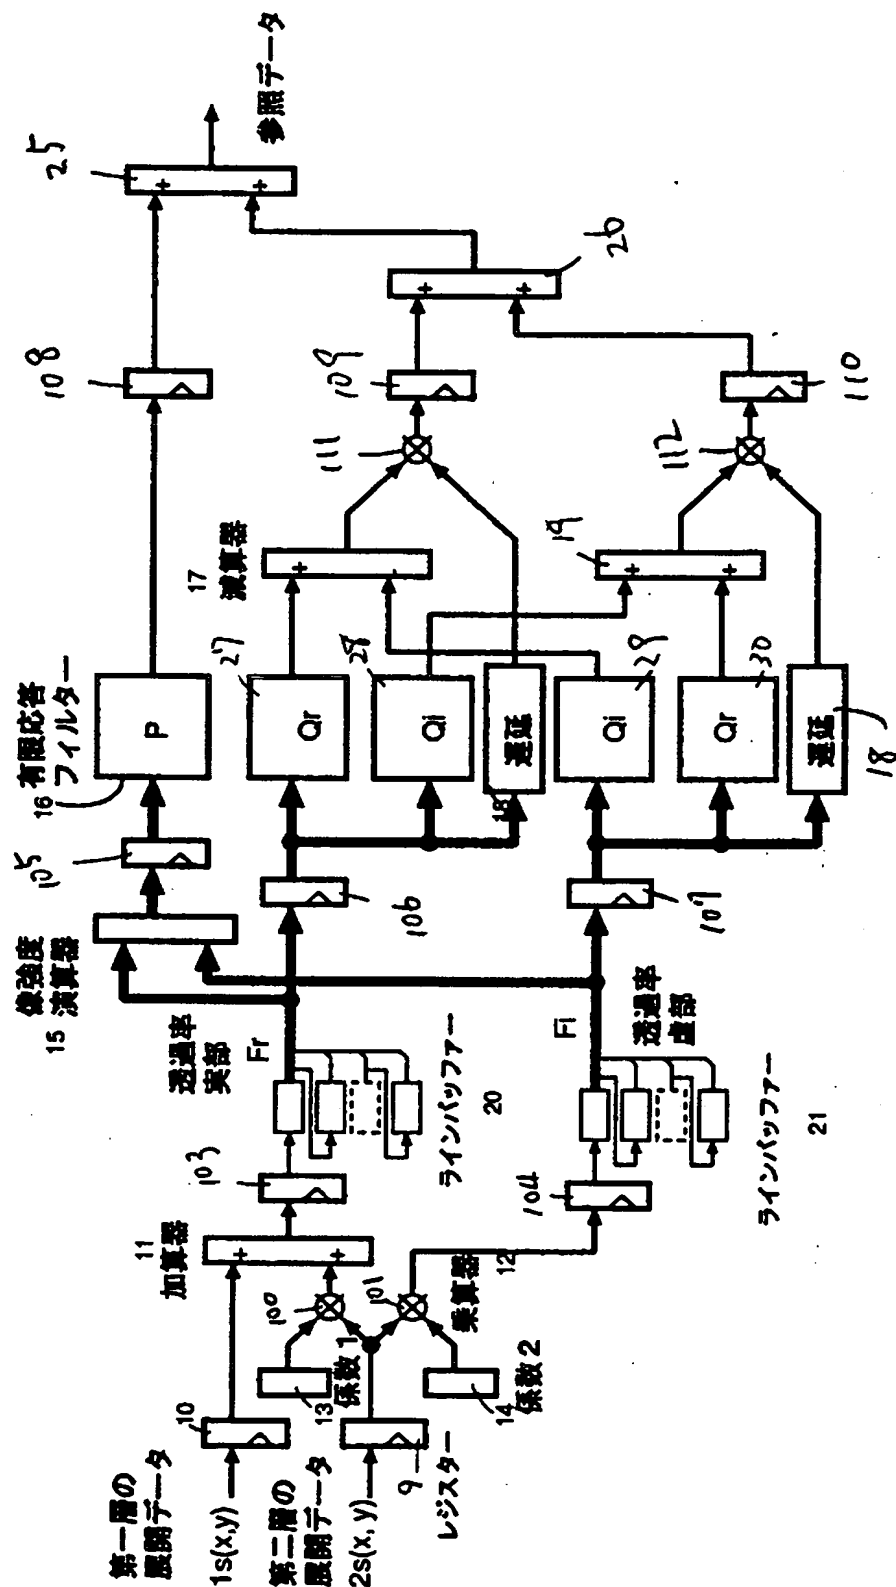 第一層の
展開データ
1s(x,y)
第二層の
展開データ
2s(x, y)
10
9
レジスター
13
係数1
14
係数2
100
101
11
加算器
+
+
乗算器
12
103
104
ラインバッファー
20
ラインバッファー
21
透過率
実部
Fr
Fi
透過率
虚部
像強度
15 演算器
105
106
107
16 有限応答
フィルター
P
27
Qr
28
Qi
遅延
18
Qi
29
Qr
30
遅延
18
17
減算器
+
19
+
+
111
112
108
109
110
+
+
26
25
+
+
参照データ